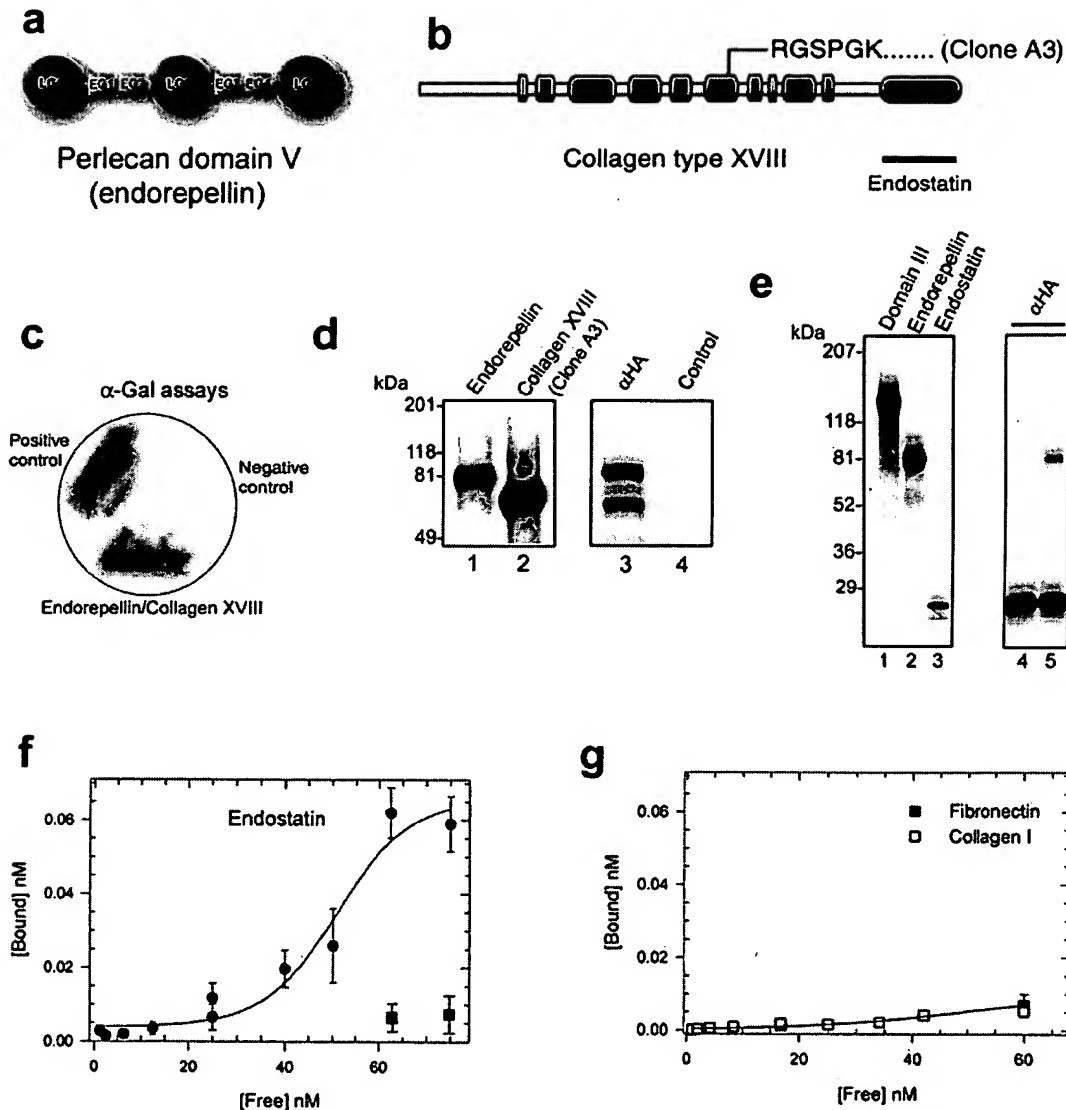 a
Perlecan domain V
(endorepellin)
b
RGSPGK....... (Clone A3)
Collagen type XVIII
Endostatin
c
α-Gal assays
Positive
control
Negative
control
Endorepellin/Collagen XVIII
d
kDa
Endorepellin
Collagen XVIII
(Clone A3)
αHA
Control
201
118
81
49
1
2
3
4
e
kDa
Domain III
Endorepellin
Endostatin
αHA
207
118
81
52
36
29
1
2
3
4
5
f
Endostatin
[Bound] nM
0.06
0.04
0.02
0.00
0
20
40
60
[Free] nM
g
Fibronectin
Collagen I
[Bound] nM
0.06
0.04
0.02
0.00
0
20
40
60
[Free] nM